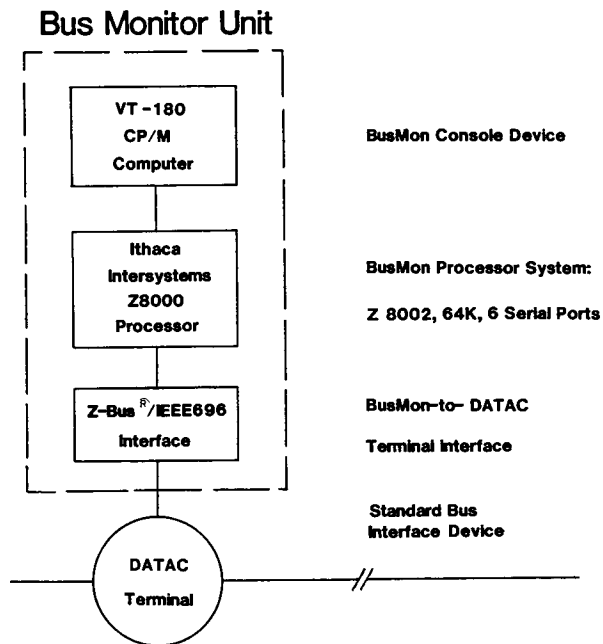 Bus Monitor Unit
VT-180
CP/M
Computer
BusMon Console Device
Ithaca
Intersystems
Z8000
Processor
BusMon Processor System:
Z 8002, 64K, 6 Serial Ports
Z-Bus ®/IEEE696
Interface
BusMon-to- DATAC
Terminal Interface
Standard Bus
Interface Device
DATAC
Terminal